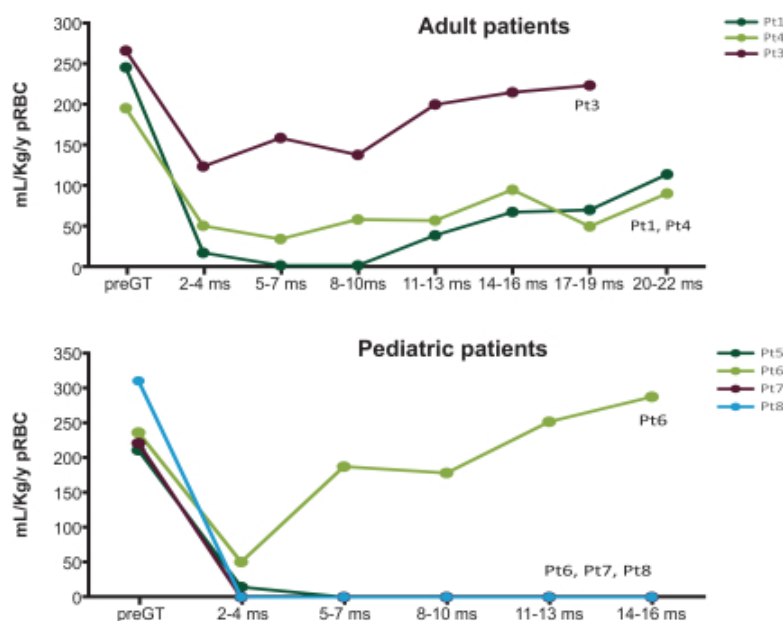 Adult patients
Pt1
Pt4
Pt3
mL/Kg/y pRBC
300
250
200
150
100
50
0
Pt3
Pt1, Pt4
preGT 2-4 ms 5-7 ms 8-10ms 11-13 ms 14-16 ms 17-19 ms 20-22 ms
Pediatric patients
Pt5
Pt6
Pt7
Pt8
mL/Kg/y pRBC
350
300
250
200
150
100
50
0
Pt6
Pt6, Pt7, Pt8
preGT 2-4 ms 5-7 ms 8-10 ms 11-13 ms 14-16 ms